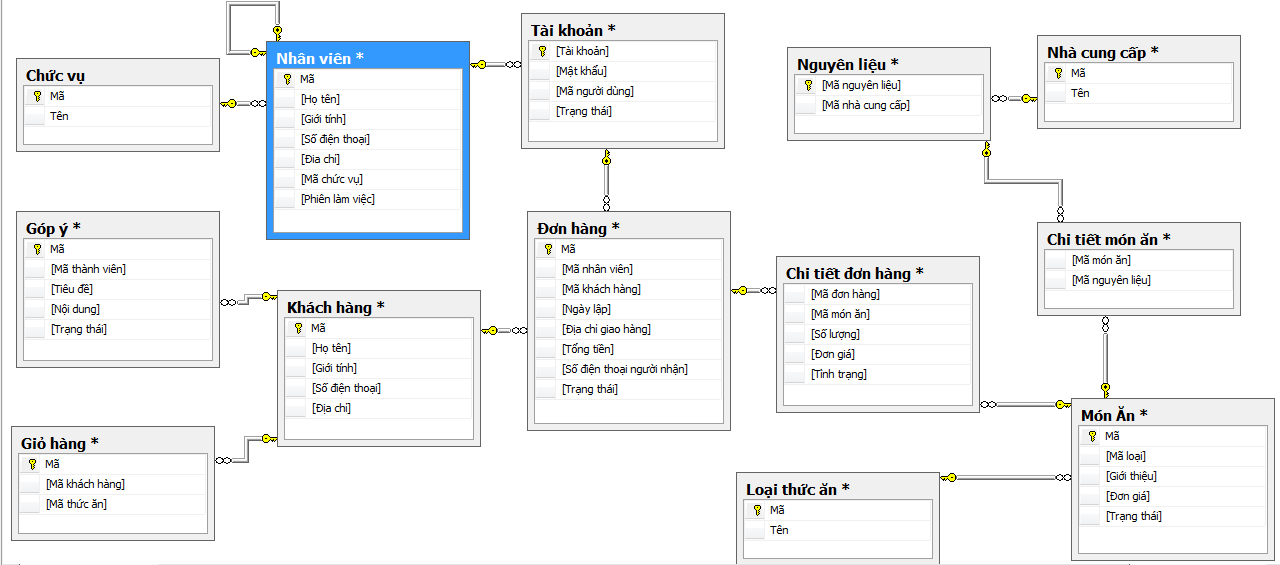 Chức vụ
Mã
Tên
Nhân viên *
Mã
[Họ tên]
[Giới tính]
[Số điện thoại]
[Đia chỉ]
[Mã chức vụ]
[Phiên làm việc]
Tài khoản *
[Tài khoản]
[Mật khẩu]
[Mã người dùng]
[Trạng thái]
Nguyên liệu *
[Mã nguyên liệu]
[Mã nhà cung cấp]
Nhà cung cấp *
Mã
Tên
Góp ý *
Mã
[Mã thành viên]
[Tiêu đề]
[Nội dung]
[Trạng thái]
Khách hàng *
Mã
[Họ tên]
[Giới tính]
[Số điện thoại]
[Địa chỉ]
Đơn hàng *
Mã
[Mã nhân viên]
[Mã khách hàng]
[Ngày lập]
[Địa chỉ giao hàng]
[Tổng tiền]
[Số điện thoại người nhận]
[Trạng thái]
Chi tiết đơn hàng *
[Mã đơn hàng]
[Mã món ăn]
[Số lượng]
[Đơn giá]
[Tình trạng]
Chi tiết món ăn *
[Mã món ăn]
[Mã nguyên liệu]
Giỏ hàng *
Mã
[Mã khách hàng]
[Mã thức ăn]
Loại thức ăn *
Mã
Tên
Món Ăn *
Mã
[Mã loại]
[Giới thiệu]
[Đơn giá]
[Trạng thái]